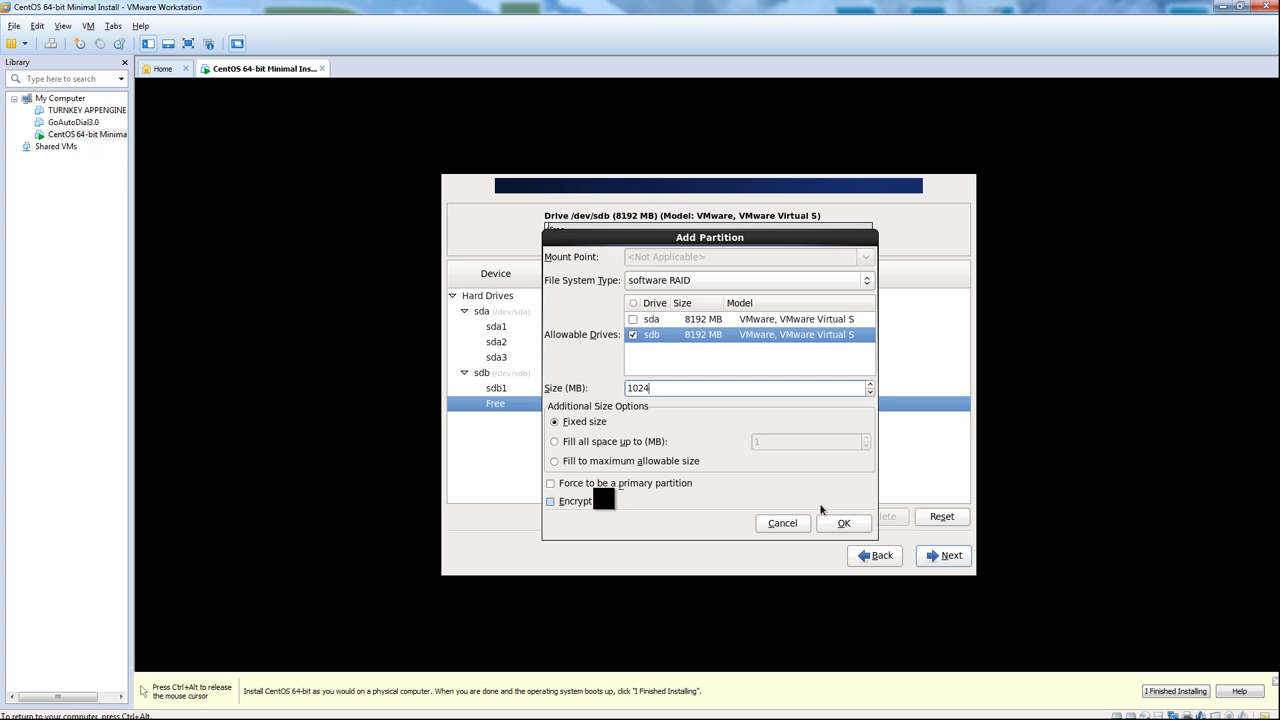 CentOS 64-bit Minimal Install - VMware Workstation
File Edit View VM Tabs Help
Library
Type here to search
My Computer
TURNKEY APPENGINE
GoAutoDial3.0
CentOS 64-bit Minima
Shared VMs
Home
CentOS 64-bit Minimal Ins...
Drive /dev/sdb (8192 MB) (Model: VMware, VMware Virtual S)
Free
Device
Hard Drives
sda (/dev/sda)
sda1
sda2
sda3
sdb (/dev/sdb)
sdb1
Free
Add Partition
Mount Point: <Not Applicable>
File System Type: software RAID
Drive Size Model
sda 8192 MB VMware, VMware Virtual S
Allowable Drives: sdb 8192 MB VMware, VMware Virtual S
Size (MB): 1024
Additional Size Options
Fixed size
Fill all space up to (MB): 1
Fill to maximum allowable size
Force to be a primary partition
Encrypt
Cancel OK
Reset
Back Next
Press Ctrl+Alt to release
the mouse cursor
Install CentOS 64-bit as you would on a physical computer. When you are done and the operating system boots up, click "I Finished Installing".
I Finished Installing
Help
To return to your computer, press Ctrl+Alt.